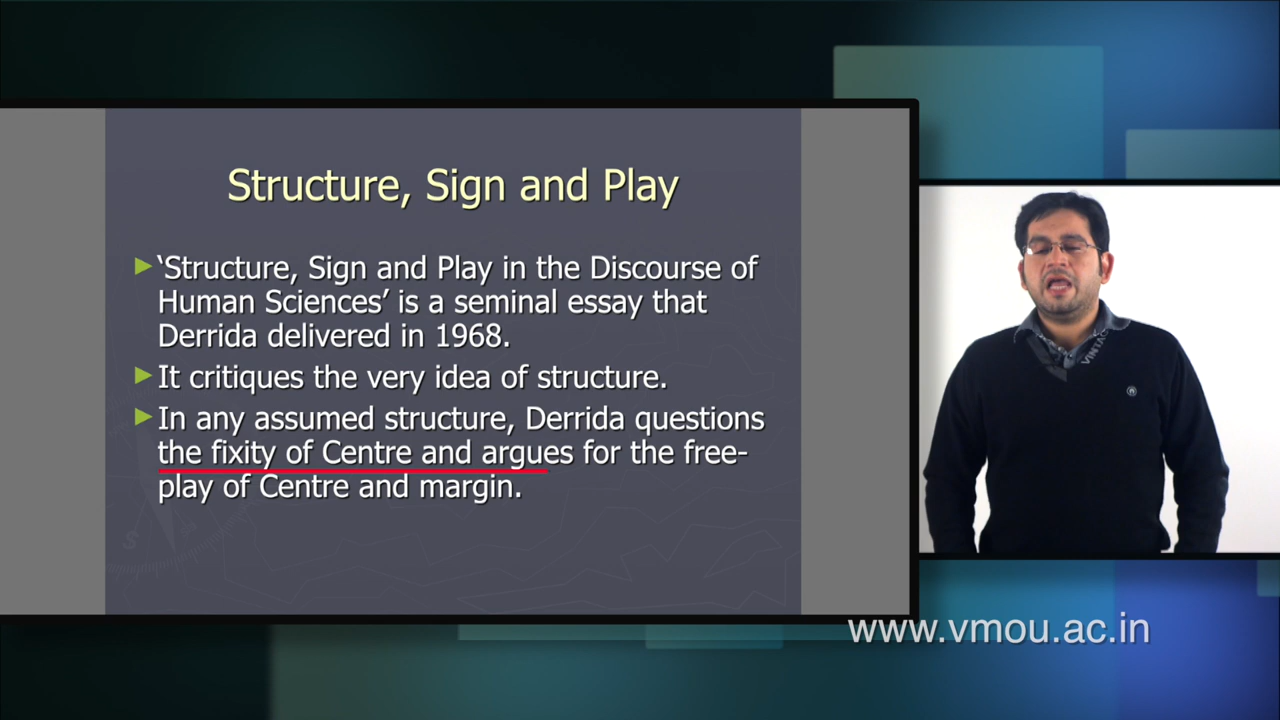 Structure, Sign and Play
‘Structure, Sign and Play in the Discourse of
Human Sciences’ is a seminal essay that
Derrida delivered in 1968.
It critiques the very idea of structure.
In any assumed structure, Derrida questions
the fixity of Centre and argues for the free-
play of Centre and margin.
www.vmou.ac.in